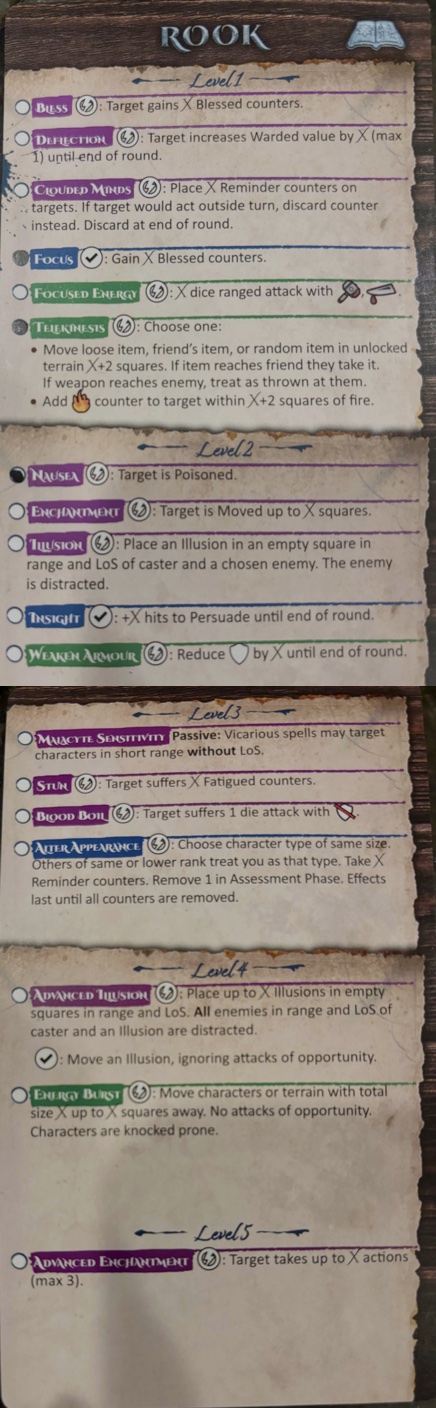 ROOK
Level 1
BLESS : Target gains X Blessed counters.
DEFLECTION : Target increases Warded value by X (max
1) until end of round.
CLOUDED MINDS : Place X Reminder counters on
targets. If target would act outside turn, discard counter
instead. Discard at end of round.
FOCUS : Gain X Blessed counters.
FOCUSED ENERGY : X dice ranged attack with , .
TELEKINESIS : Choose one:
• Move loose item, friend's item, or random item in unlocked
terrain X+2 squares. If item reaches friend they take it.
If weapon reaches enemy, treat as thrown at them.
• Add counter to target within X+2 squares of fire.
Level 2
NAUSEA : Target is Poisoned.
ENCHANTMENT : Target is Moved up to X squares.
ILLUSION : Place an Illusion in an empty square in
range and LoS of caster and a chosen enemy. The enemy
is distracted.
INSIGHT : +X hits to Persuade until end of round.
WEAKEN ARMOUR : Reduce by X until end of round.
Level 3
MALACYTE SENSITIVITY Passive: Vicarious spells may target
characters in short range without LoS.
STUN : Target suffers X Fatigued counters.
BLOOD BOIL : Target suffers 1 die attack with .
ALTER APPEARANCE : Choose character type of same size.
Others of same or lower rank treat you as that type. Take X
Reminder counters. Remove 1 in Assessment Phase. Effects
last until all counters are removed.
Level 4
ADVANCED ILLUSION : Place up to X Illusions in empty
squares in range and LoS. All enemies in range and LoS of
caster and an Illusion are distracted.
: Move an Illusion, ignoring attacks of opportunity.
ENERGY BURST : Move characters or terrain with total
size X up to X squares away. No attacks of opportunity.
Characters are knocked prone.
Level 5
ADVANCED ENCHANTMENT : Target takes up to X actions
(max 3).